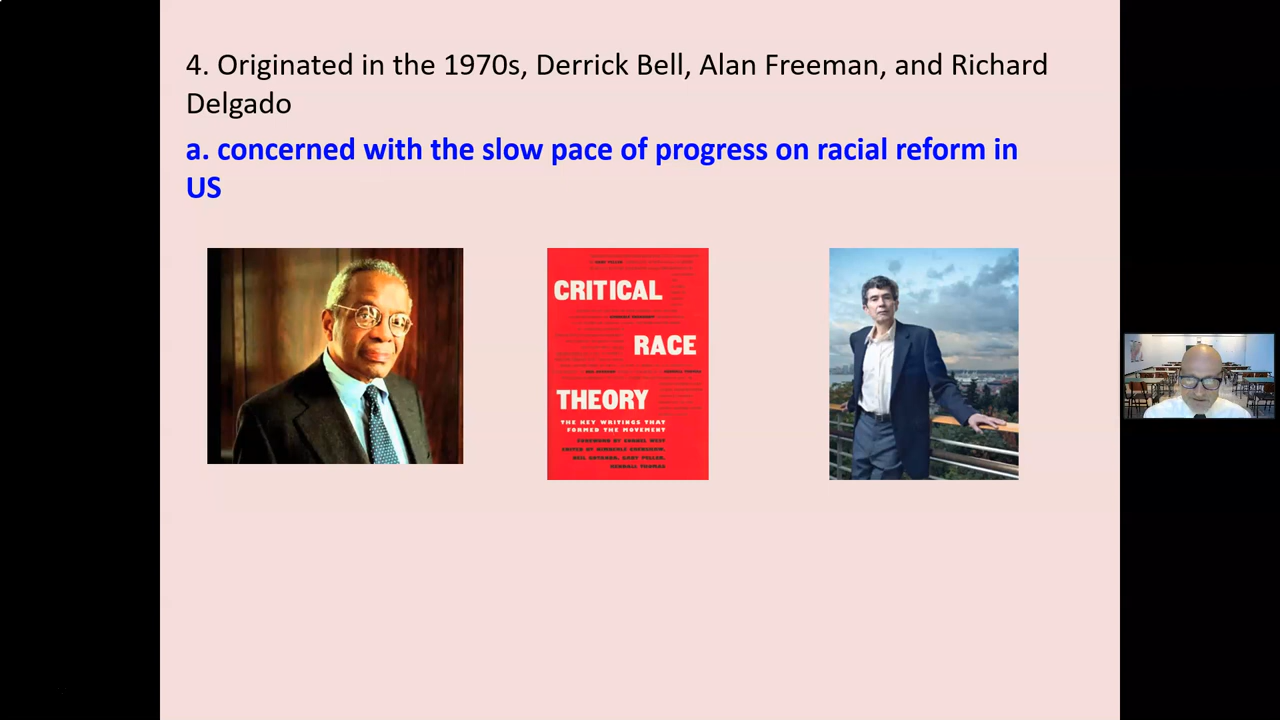 4. Originated in the 1970s, Derrick Bell, Alan Freeman, and Richard
Delgado
a. concerned with the slow pace of progress on racial reform in
US
CRITICAL
RACE
THEORY
THE KEY WRITINGS THAT
FORMED THE MOVEMENT
FOREWORD BY CORNEL WEST
EDITED BY KIMBERLÉ CRENSHAW,
NEIL GOTANDA, GARY PELLER,
KENDALL THOMAS